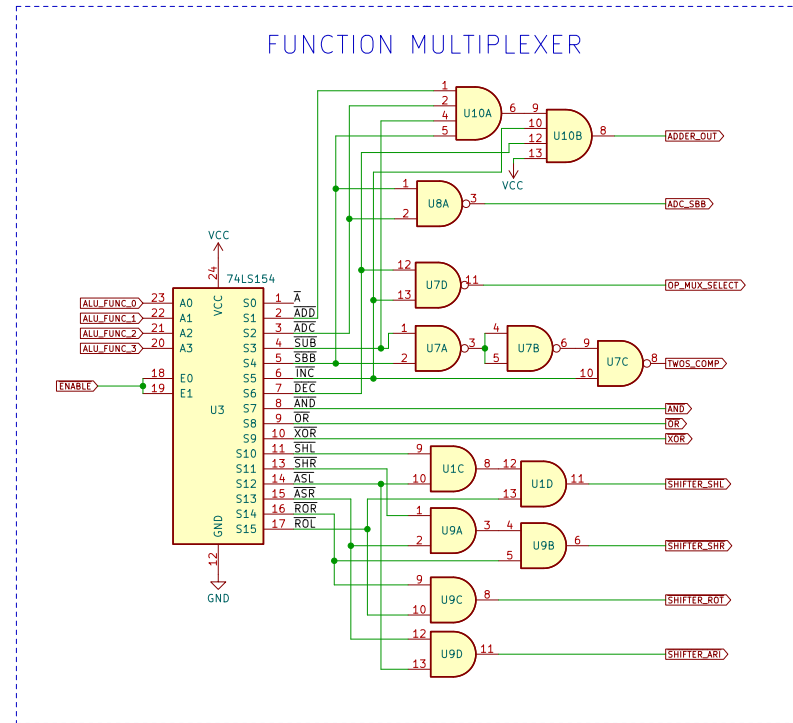 FUNCTION MULTIPLEXER
1
2
4
5
U10A
6
9
10
12
13
U10B
8
ADDER_OUT
VCC
1
2
U8A
3
ADC_SBB
12
13
U7D
11
OP_MUX_SELECT
1
2
U7A
3
4
5
U7B
6
9
10
U7C
8
TWOS_COMP
VCC
24
74LS154
VCC
ALU_FUNC_0 23 A0 S0 1 A
ALU_FUNC_1 22 A1 S1 2 ADD
ALU_FUNC_2 21 A2 S2 3 ADC
ALU_FUNC_3 20 A3 S3 4 SUB
S4 5 SBB
ENABLE 18 E0 S5 6 INC
19 E1 S6 7 DEC
U3
S7 8 AND AND
S8 9 OR OR
S9 10 XOR XOR
S10 11 SHL
S11 13 SHR
S12 14 ASL
S13 15 ASR
S14 16 ROR
S15 17 ROL
GND
12
GND
9
10
U1C
8
12
13
U1D
11
SHIFTER_SHL
1
2
U9A
3
4
5
U9B
6
SHIFTER_SHR
9
10
U9C
8
SHIFTER_ROT
12
13
U9D
11
SHIFTER_ARI